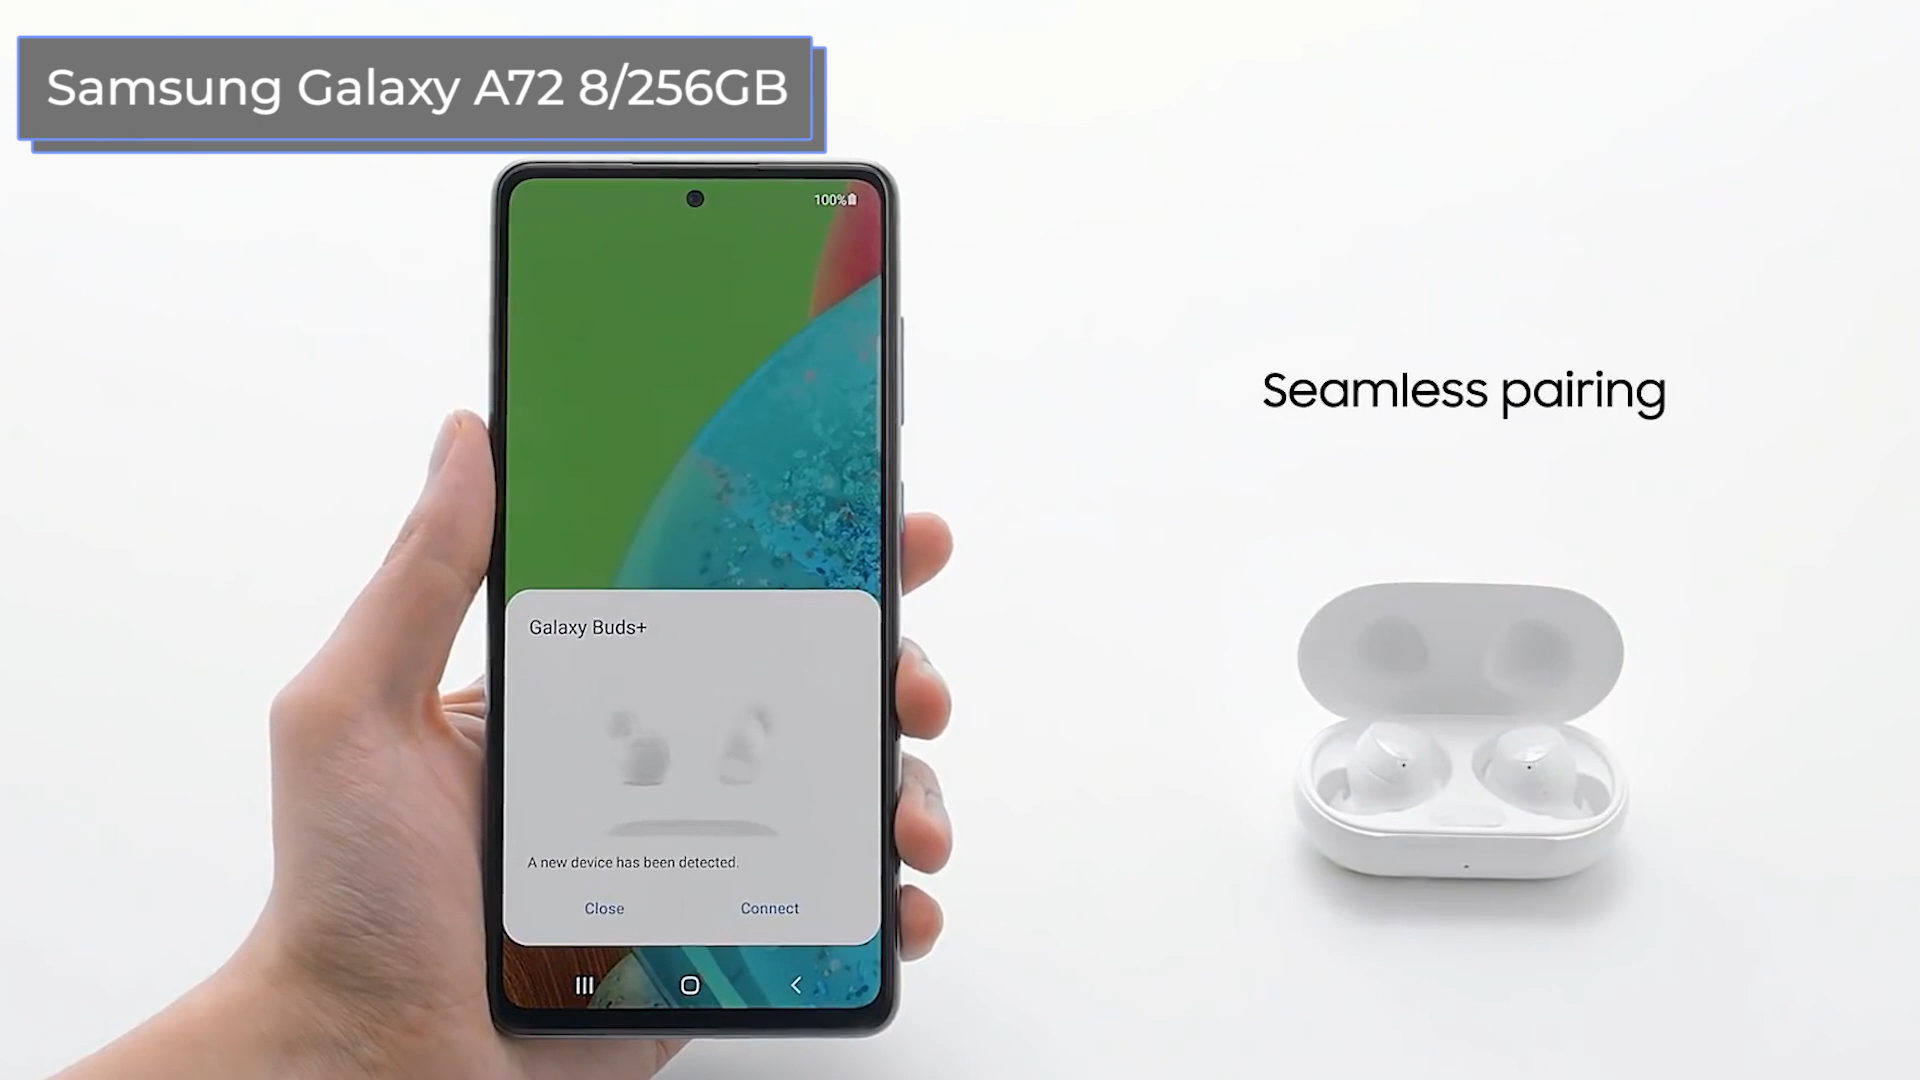 Samsung Galaxy A72 8/256GB
100%
Seamless pairing
Galaxy Buds+
A new device has been detected.
Close Connect